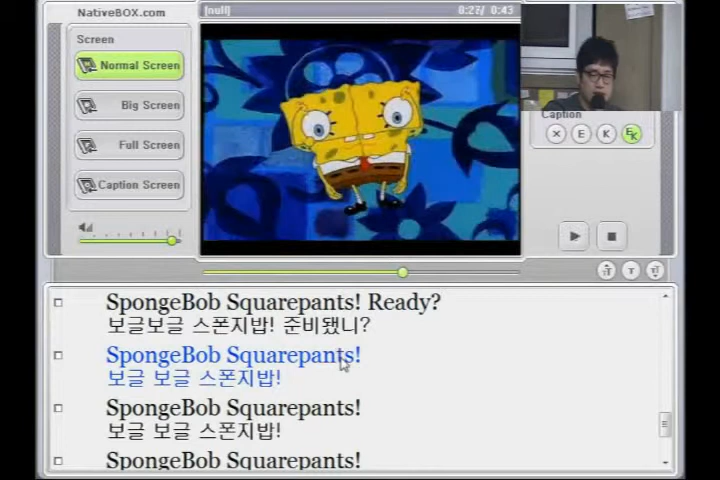 NativeBOX.com
[null]
0:27/ 0:43
Screen
Normal Screen
Big Screen
Full Screen
Caption Screen
Caption
E
K
EK
T
T
T
SpongeBob Squarepants! Ready?
보글보글 스폰지밥! 준비됐니?
SpongeBob Squarepants!
보글 보글 스폰지밥!
SpongeBob Squarepants!
보글 보글 스폰지밥!
SpongeBob Squarepants!